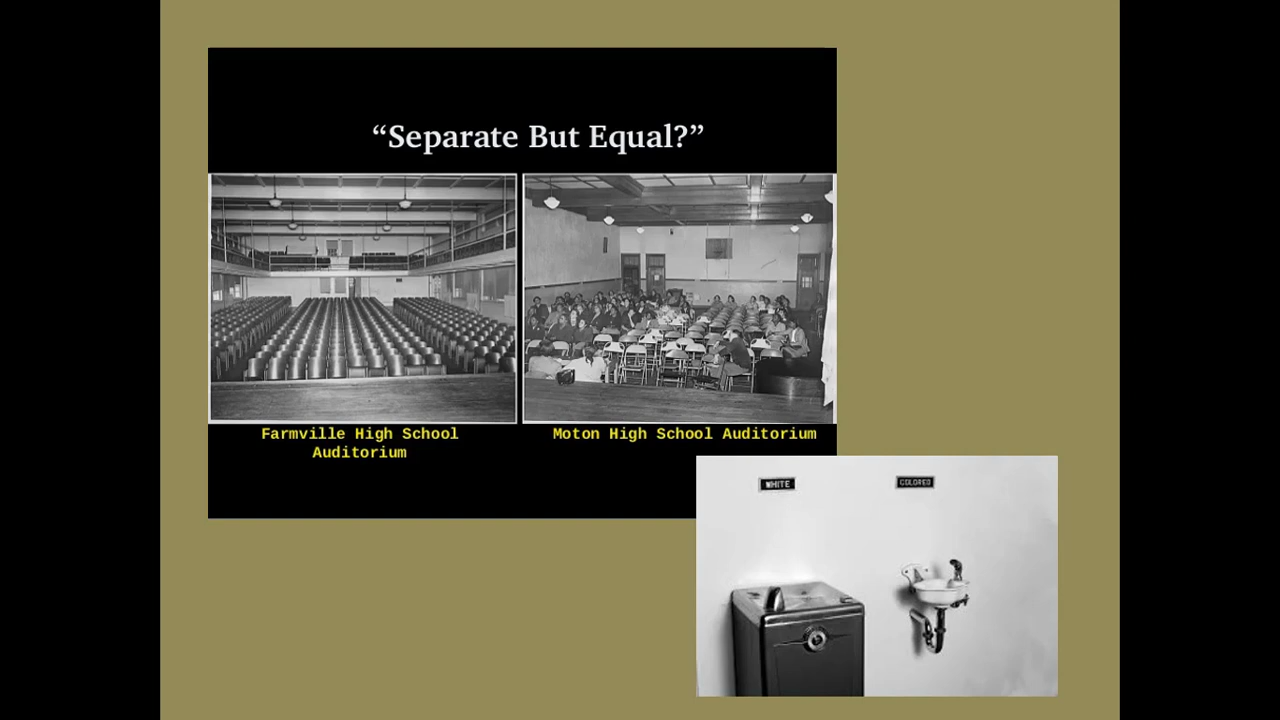 “Separate But Equal?”
Farmville High School
Auditorium
Moton High School Auditorium
WHITE
COLORED